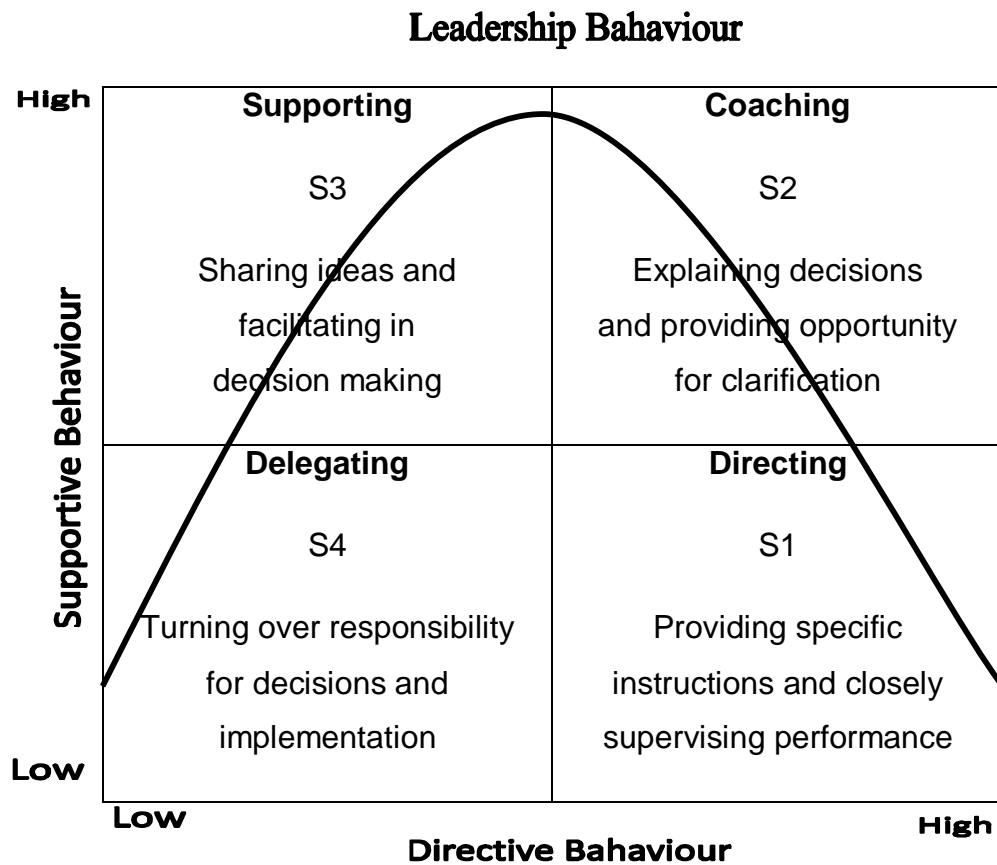 Leadership Bahaviour
High
Supporting
S3
Sharing ideas and
facilitating in
decision making
Coaching
S2
Explaining decisions
and providing opportunity
for clarification
Supportive Behaviour
Delegating
S4
Turning over responsibility
for decisions and
implementation
Directing
S1
Providing specific
instructions and closely
supervising performance
Low
Low
High
Directive Bahaviour